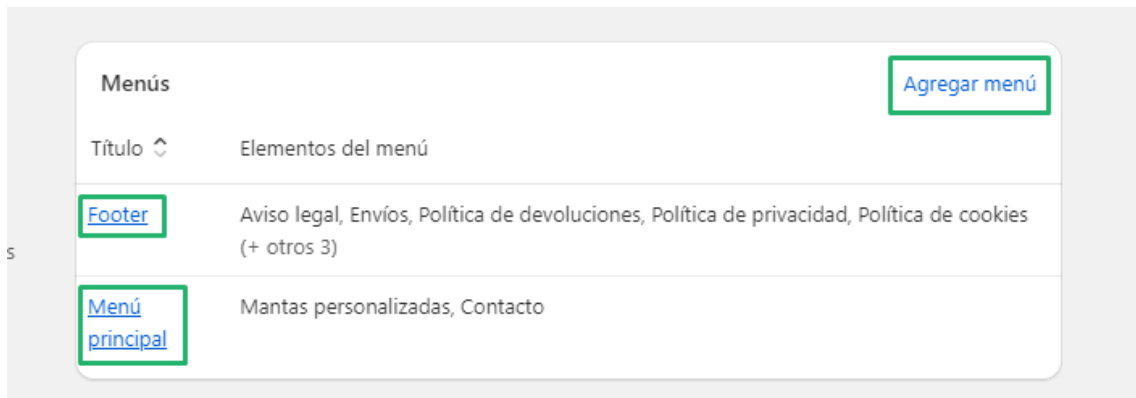 Menús
Agregar menú
Título
Elementos del menú
Footer
Aviso legal, Envíos, Política de devoluciones, Política de privacidad, Política de cookies
(+ otros 3)
s
Menú
principal
Mantas personalizadas, Contacto